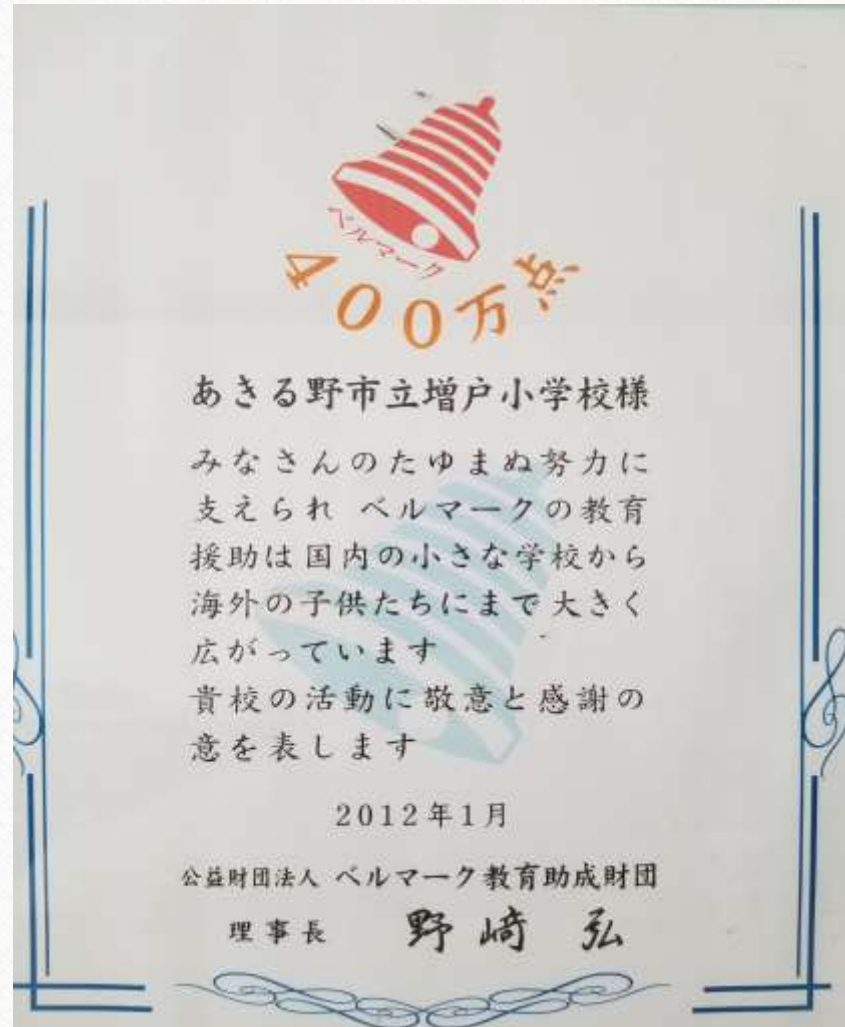 ベルマーク
400万点
あきる野市立増戸小学校様
みなさんのたゆまぬ努力に
支えられ ベルマークの教育
援助は国内の小さな学校から
海外の子供たちにまで大きく
広がっています
貴校の活動に敬意と感謝の
意を表します
2012年1月
公益財団法人 ベルマーク教育助成財団
理事長 野﨑 弘